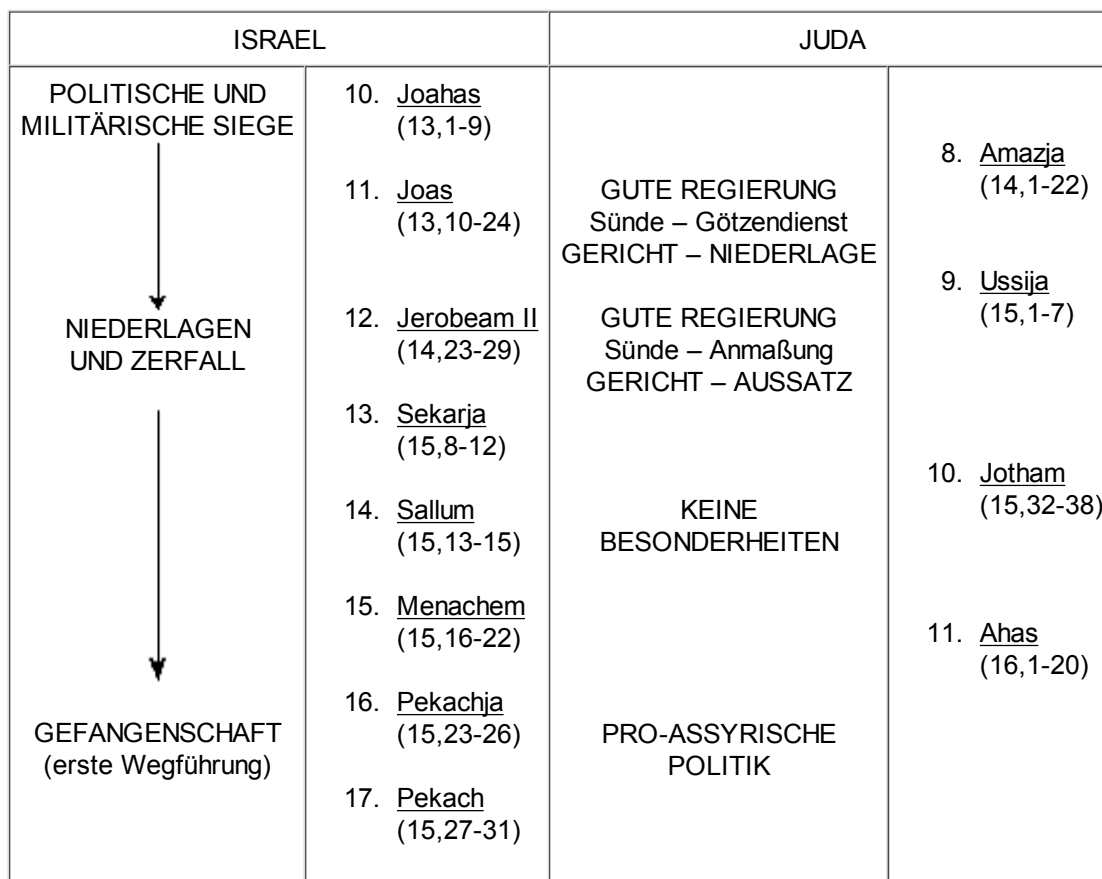 ISRAEL
JUDA
POLITISCHE UND
MILITÄRISCHE SIEGE
NIEDERLAGEN
UND ZERFALL
GEFANGENSCHAFT
(erste Wegführung)
10. Joahas
(13,1-9)
11. Joas
(13,10-24)
12. Jerobeam II
(14,23-29)
13. Sekarja
(15,8-12)
14. Sallum
(15,13-15)
15. Menachem
(15,16-22)
16. Pekachja
(15,23-26)
17. Pekach
(15,27-31)
GUTE REGIERUNG
Sünde – Götzendienst
GERICHT – NIEDERLAGE
GUTE REGIERUNG
Sünde – Anmaßung
GERICHT – AUSSATZ
KEINE
BESONDERHEITEN
PRO-ASSYRISCHE
POLITIK
8. Amazja
(14,1-22)
9. Ussija
(15,1-7)
10. Jotham
(15,32-38)
11. Ahas
(16,1-20)